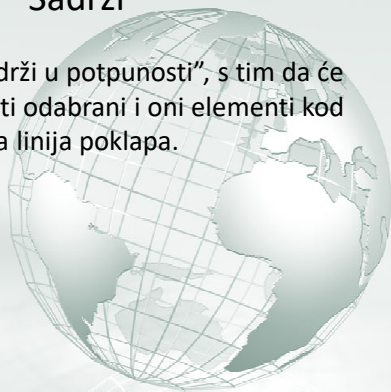 Sadrži
drži u potpunosti”, s tim da će
ti odabrani i oni elementi kod
a linija poklapa.